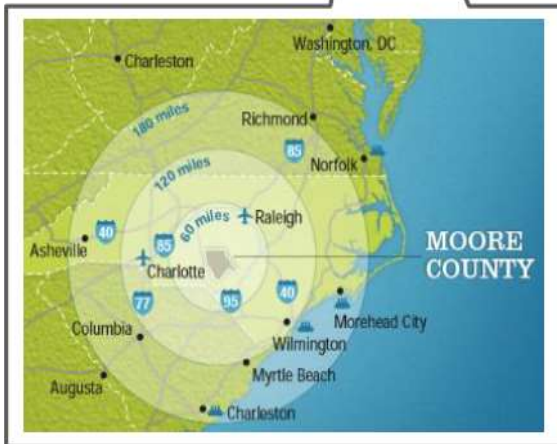 Washington, DC
Charleston
180 miles
Richmond
85
Norfolk
120 miles
60 miles
Raleigh
40
85
Asheville
Charlotte
MOORE
COUNTY
77
95
40
Morehead City
Columbia
Wilmington
Myrtle Beach
Augusta
Charleston